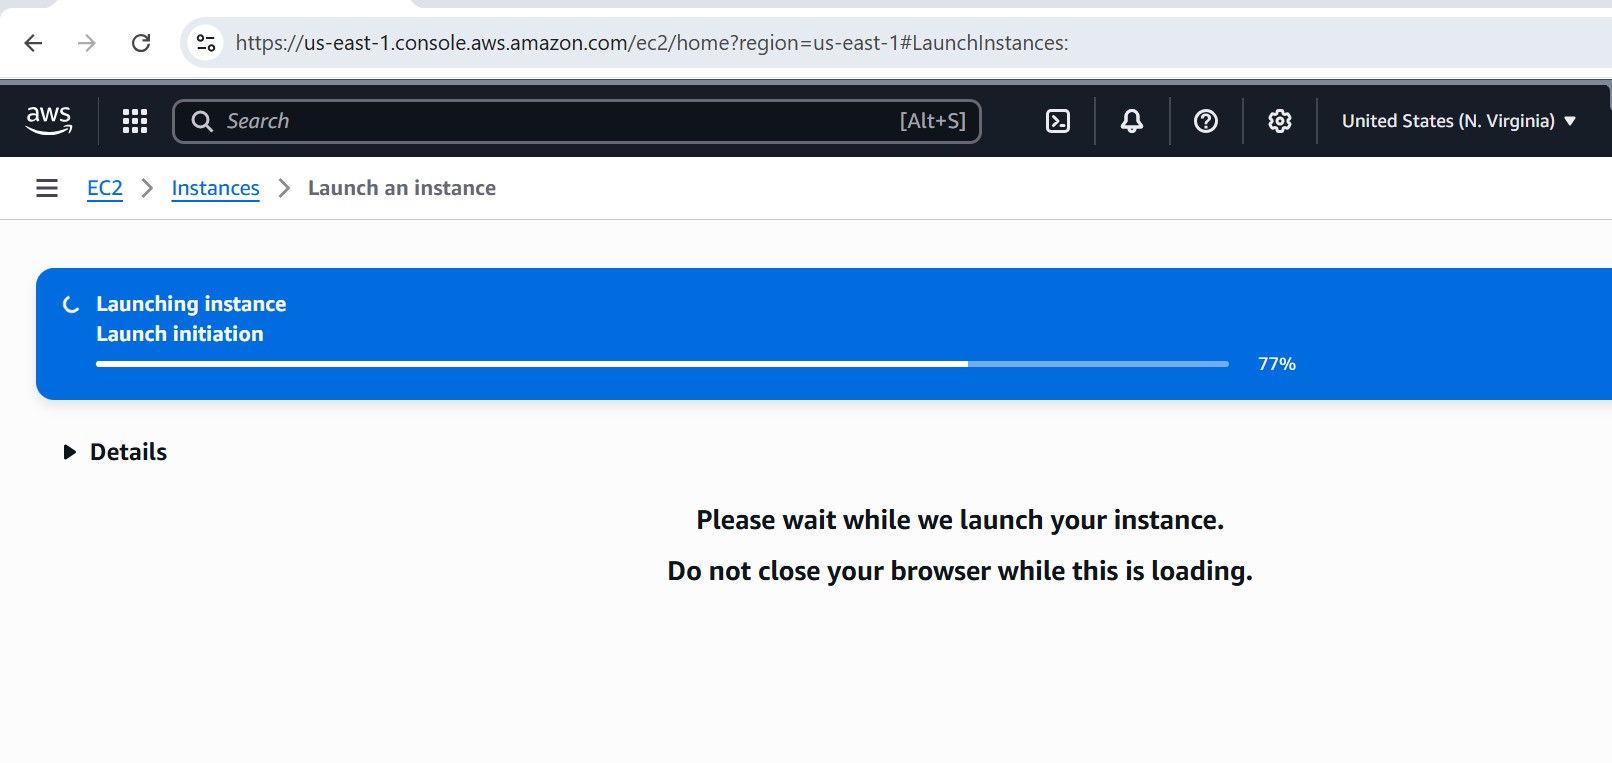 https://us-east-1.console.aws.amazon.com/ec2/home?region=us-east-1#LaunchInstances:
aws Search [Alt+S] United States (N. Virginia)
EC2 Instances Launch an instance
Launching instance
Launch initiation
77%
Details
Please wait while we launch your instance.
Do not close your browser while this is loading.